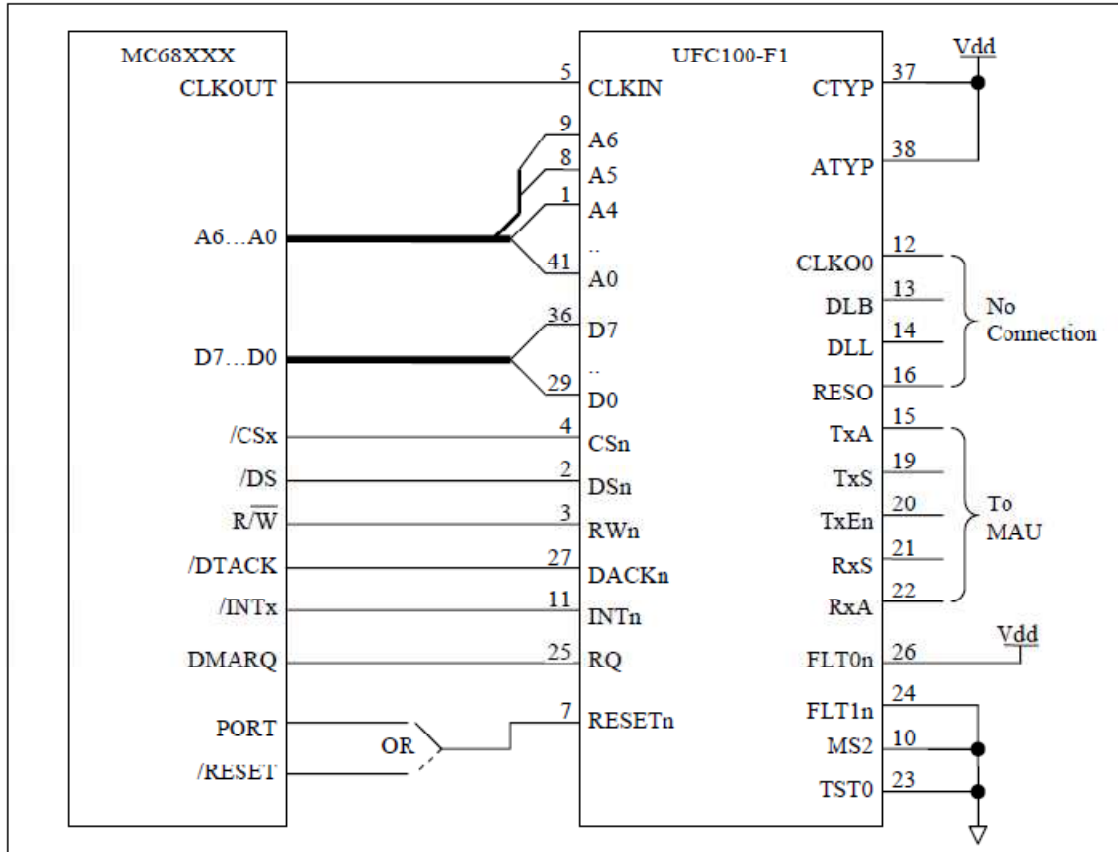 MC68XXX
CLKOUT
A6...A0
D7...D0
/CSx
/DS
R/W
/DTACK
/INTx
DMARQ
PORT
/RESET
OR
5
9
8
1
41
36
29
4
2
3
27
11
25
7
UFC100-F1
CLKIN
A6
A5
A4
..
A0
D7
..
D0
CSn
DSn
RWn
DACKn
INTn
RQ
RESETn
CTYP
ATYP
CLKO0
DLB
DLL
RESO
TxA
TxS
TxEn
RxS
RxA
FLT0n
FLT1n
MS2
TST0
37
38
12
13
14
16
15
19
20
21
22
26
24
10
23
Vdd
No
Connection
To
MAU
Vdd